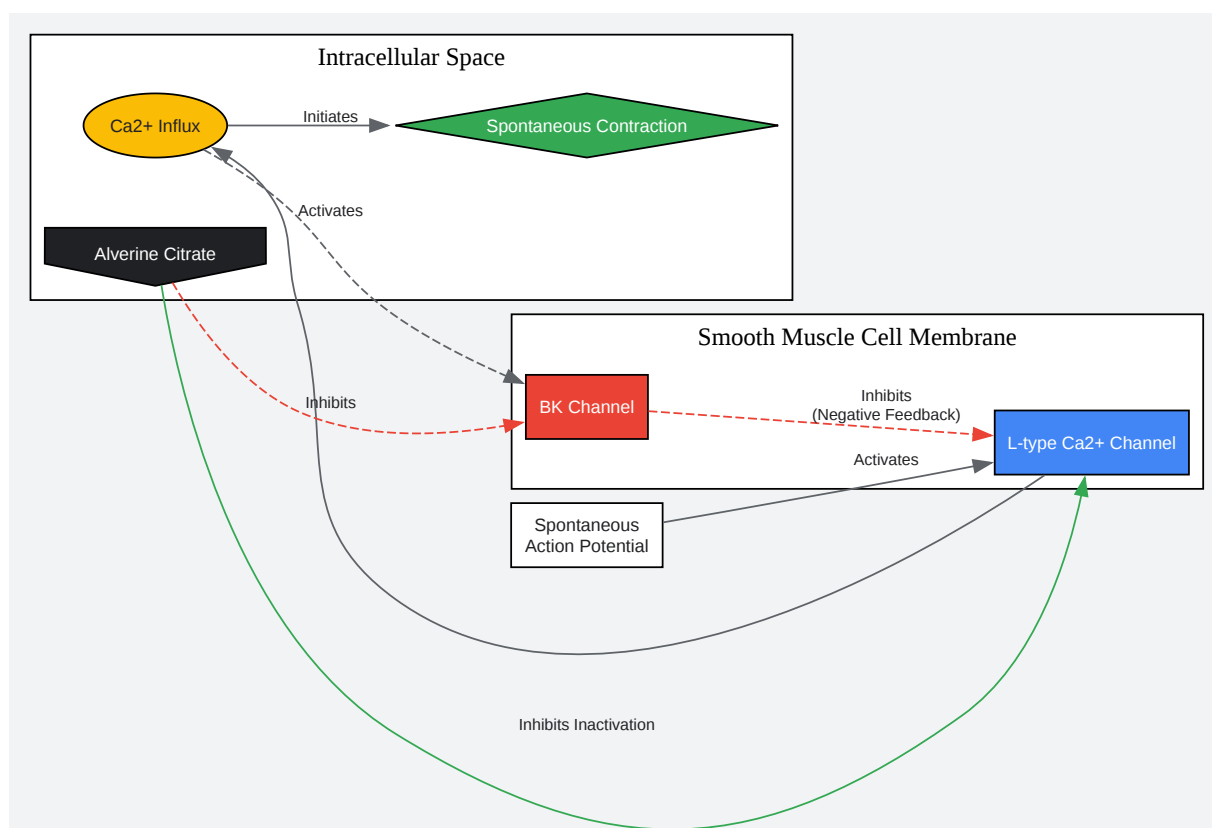 Intracellular Space
Ca2+ Influx
Initiates
Spontaneous Contraction
Activates
Alverine Citrate
Inhibits
Smooth Muscle Cell Membrane
BK Channel
Inhibits
(Negative Feedback)
L-type Ca2+ Channel
Activates
Spontaneous
Action Potential
Inhibits Inactivation